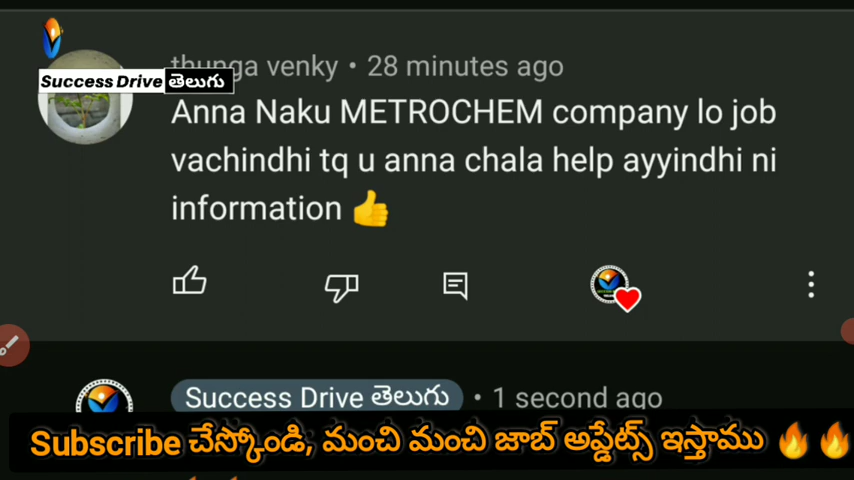 thunga venky • 28 minutes ago
Success Drive తెలుగు
Anna Naku METROCHEM company lo job
vachindhi tq u anna chala help ayyindhi ni
information 👍
Success Drive తెలుగు • 1 second ago
Subscribe చేస్కోండి, మంచి మంచి జాబ్ అప్డేట్స్ ఇస్తాము 🔥🔥